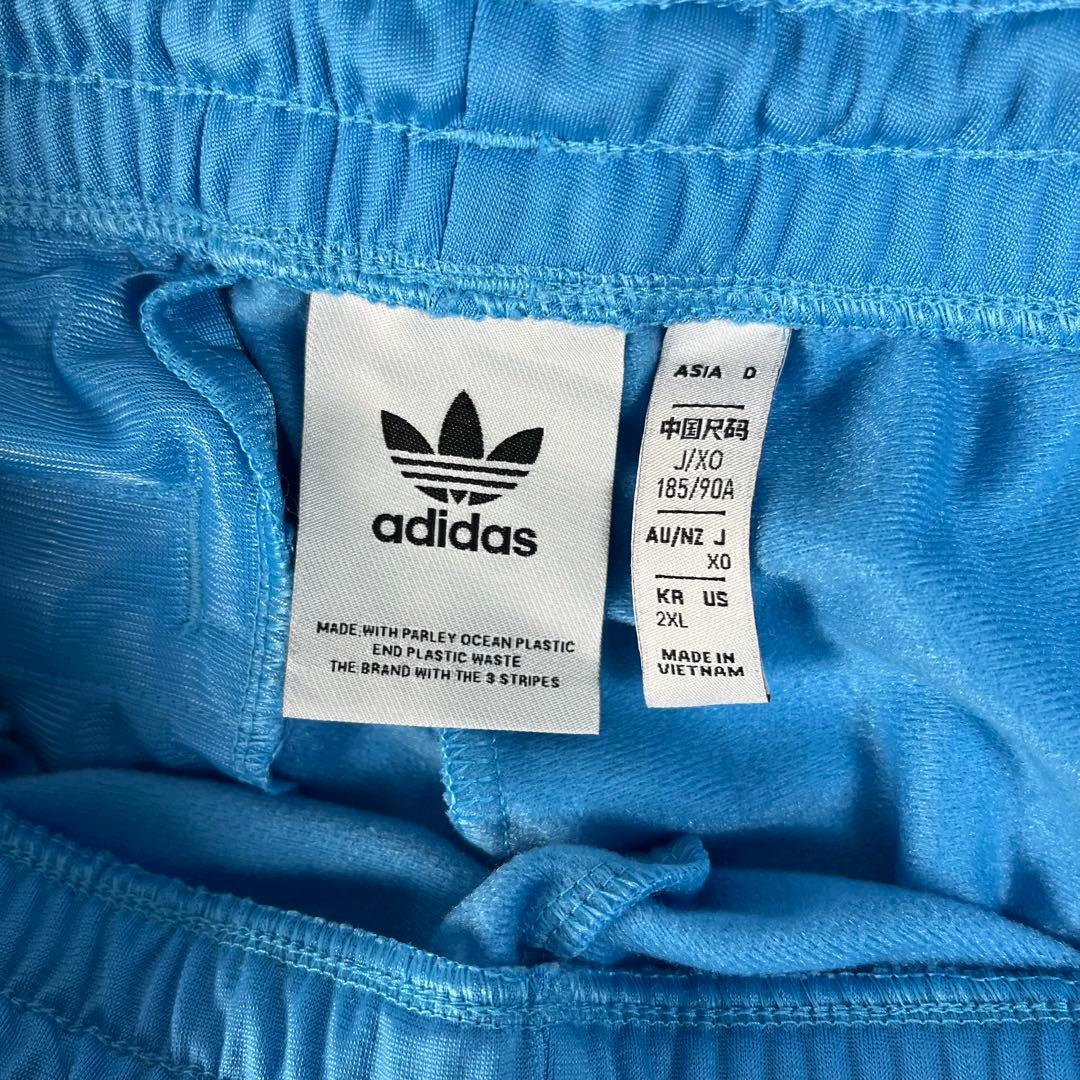 adidas
MADE WITH PARLEY OCEAN PLASTIC
END PLASTIC WASTE
THE BRAND WITH THE 3 STRIPES
ASIA D
中国尺码
J/XO
185/90A
AU/NZ J
XO
KR US
2XL
MADE IN
VIETNAM